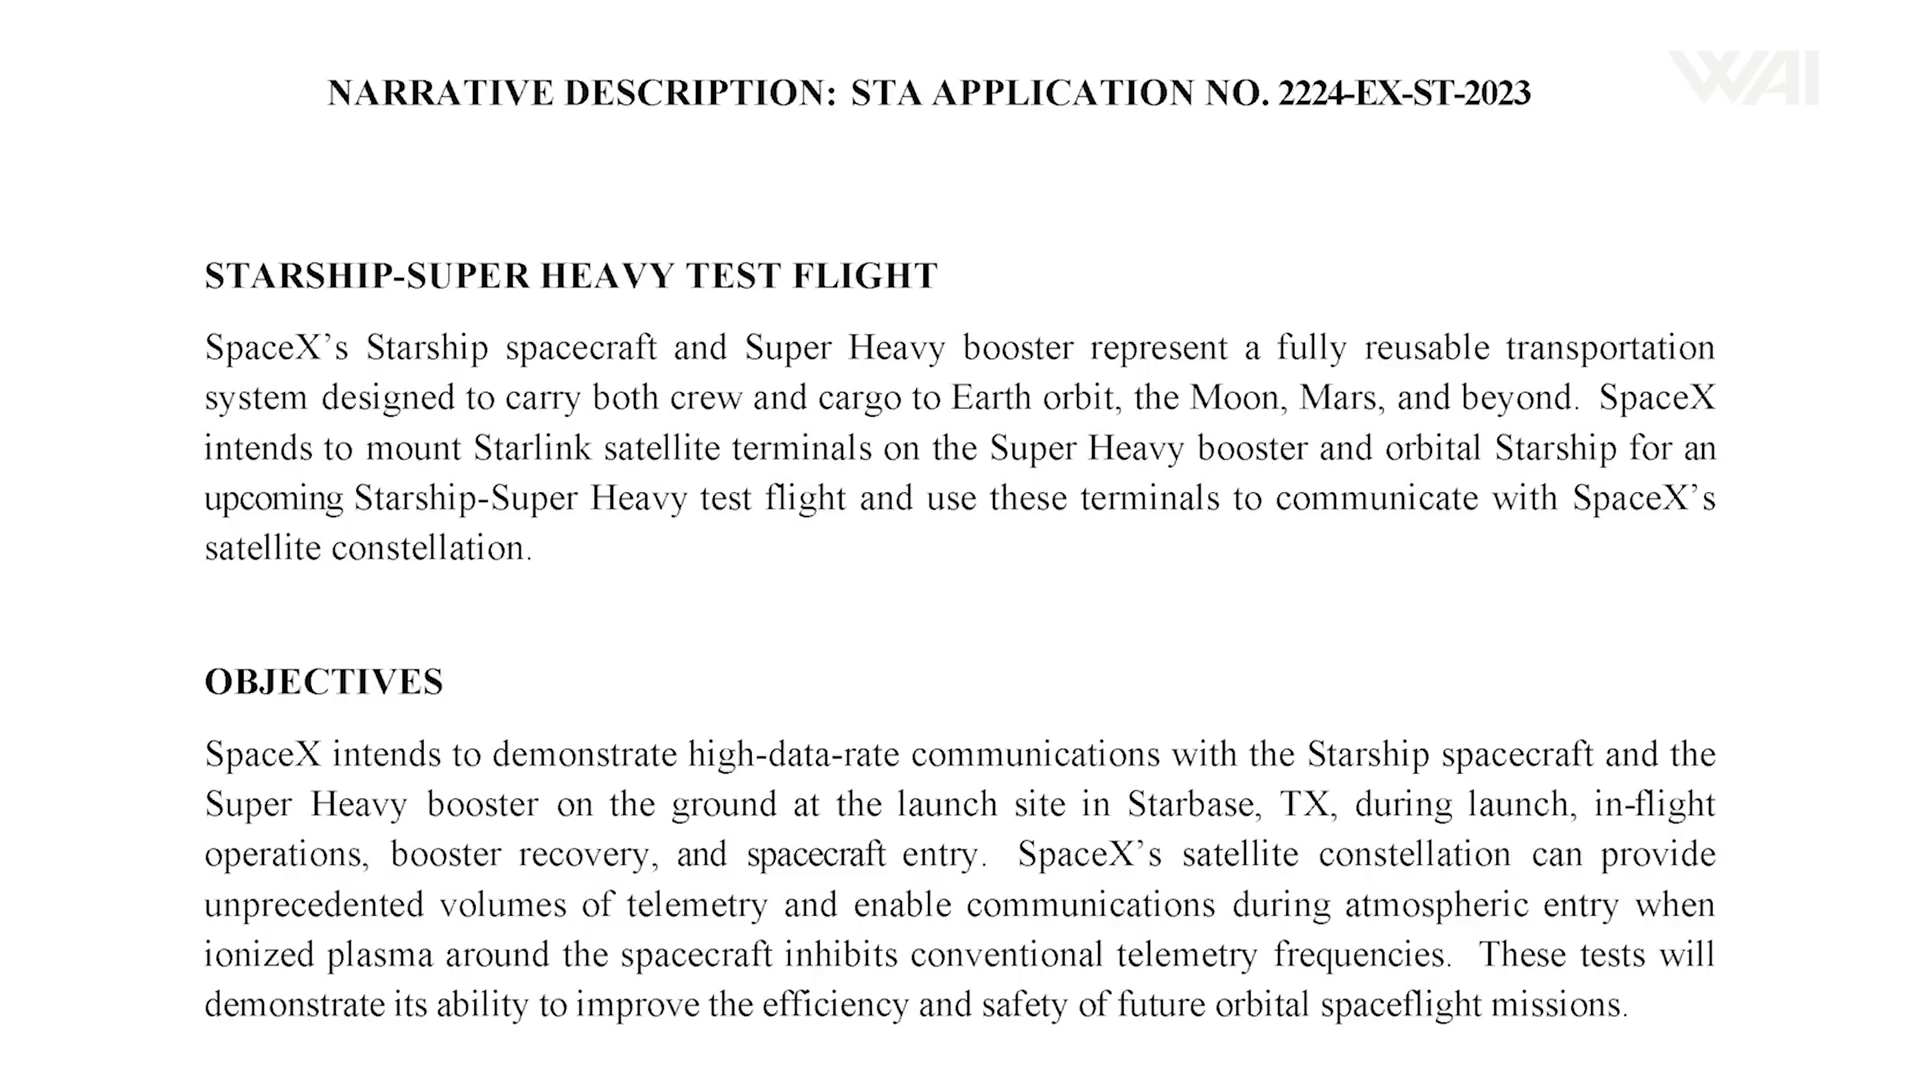 WAI
NARRATIVE DESCRIPTION: STA APPLICATION NO. 2224-EX-ST-2023
STARSHIP-SUPER HEAVY TEST FLIGHT
SpaceX’s Starship spacecraft and Super Heavy booster represent a fully reusable transportation
system designed to carry both crew and cargo to Earth orbit, the Moon, Mars, and beyond. SpaceX
intends to mount Starlink satellite terminals on the Super Heavy booster and orbital Starship for an
upcoming Starship-Super Heavy test flight and use these terminals to communicate with SpaceX’s
satellite constellation.
OBJECTIVES
SpaceX intends to demonstrate high-data-rate communications with the Starship spacecraft and the
Super Heavy booster on the ground at the launch site in Starbase, TX, during launch, in-flight
operations, booster recovery, and spacecraft entry. SpaceX’s satellite constellation can provide
unprecedented volumes of telemetry and enable communications during atmospheric entry when
ionized plasma around the spacecraft inhibits conventional telemetry frequencies. These tests will
demonstrate its ability to improve the efficiency and safety of future orbital spaceflight missions.